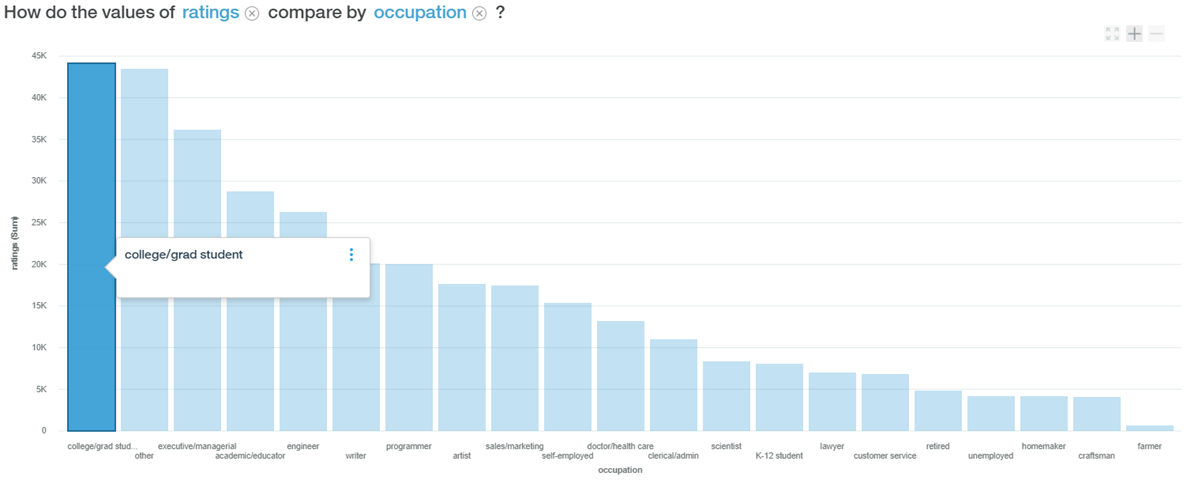 How do the values of ratings compare by occupation ?
45K
40K
35K
30K
25K
20K
15K
10K
5K
0
ratings (Sum)
college/grad student
college/grad stud...
other
executive/managerial
academic/educator
engineer
writer
programmer
artist
sales/marketing
self-employed
doctor/health care
clerical/admin
scientist
K-12 student
lawyer
customer service
retired
unemployed
homemaker
craftsman
farmer
occupation